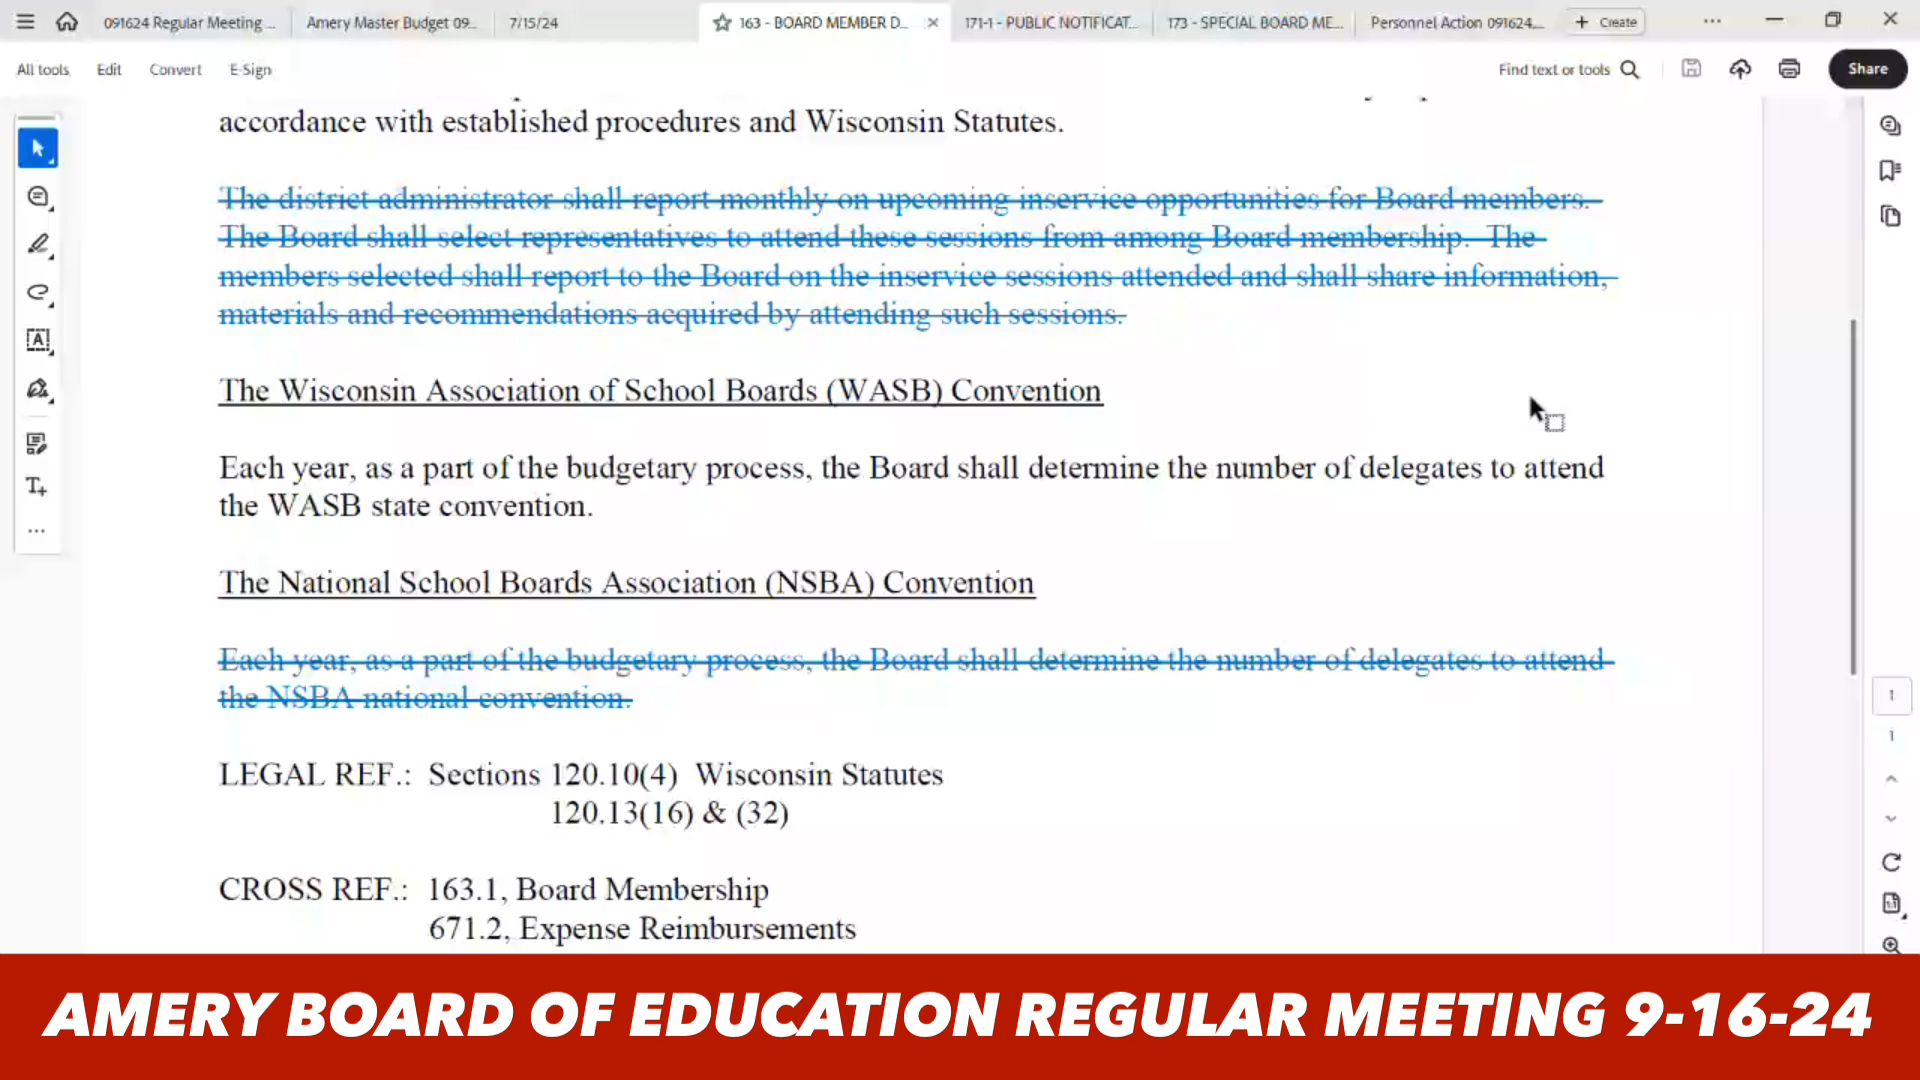 091624 Regular Meeting ...
Amery Master Budget 09...
7/15/24
163 - BOARD MEMBER D...
171-1 - PUBLIC NOTIFICAT...
173 - SPECIAL BOARD ME...
Personnel Action 091624...
+ Create
All tools
Edit
Convert
E-Sign
Find text or tools
Share
accordance with established procedures and Wisconsin Statutes.
The district administrator shall report monthly on upcoming inservice opportunities for Board members.
The Board shall select representatives to attend these sessions from among Board membership. The
members selected shall report to the Board on the inservice sessions attended and shall share information,
materials and recommendations acquired by attending such sessions.
The Wisconsin Association of School Boards (WASB) Convention
Each year, as a part of the budgetary process, the Board shall determine the number of delegates to attend
the WASB state convention.
The National School Boards Association (NSBA) Convention
Each year, as a part of the budgetary process, the Board shall determine the number of delegates to attend
the NSBA national convention.
LEGAL REF.: Sections 120.10(4) Wisconsin Statutes
120.13(16) & (32)
CROSS REF.: 163.1, Board Membership
671.2, Expense Reimbursements
1
1
AMERY BOARD OF EDUCATION REGULAR MEETING 9-16-24